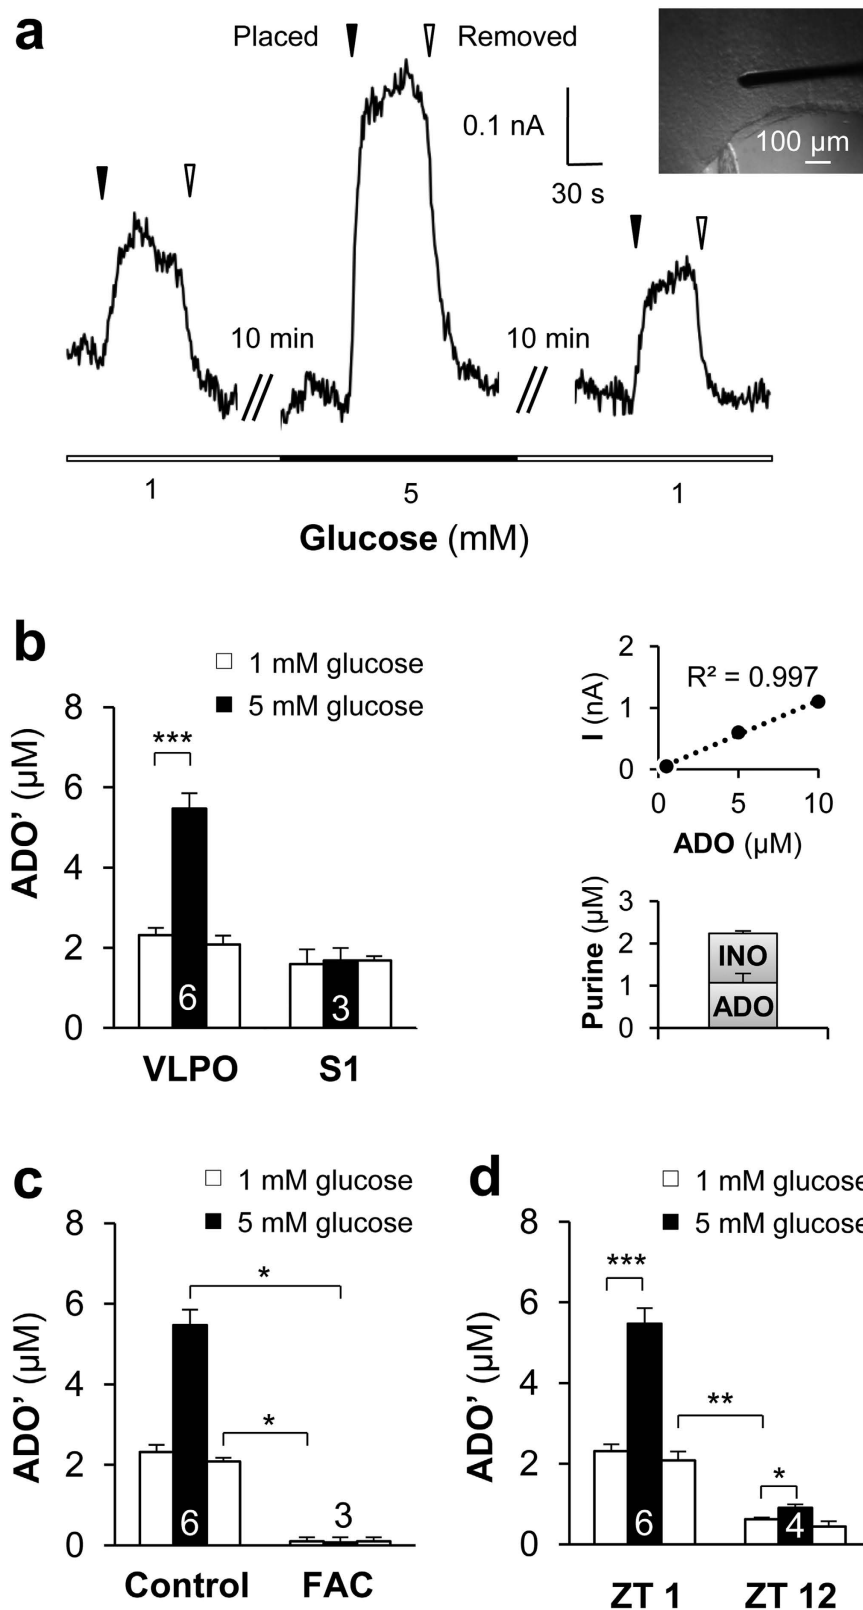 a
Placed
Removed
0.1 nA
30 s
100 µm
10 min
10 min
1
5
1
Glucose (mM)
b
1 mM glucose
5 mM glucose
8
6
4
2
0
ADO’ (µM)
***
6
3
VLPO
S1
2
1
0
I (nA)
R² = 0.997
0
5
10
ADO (µM)
3
2
1
0
Purine (µM)
INO
ADO
c
1 mM glucose
5 mM glucose
8
6
4
2
0
ADO’ (µM)
*
*
6
3
Control
FAC
d
1 mM glucose
5 mM glucose
8
6
4
2
0
ADO’ (µM)
***
**
*
6
4
ZT 1
ZT 12